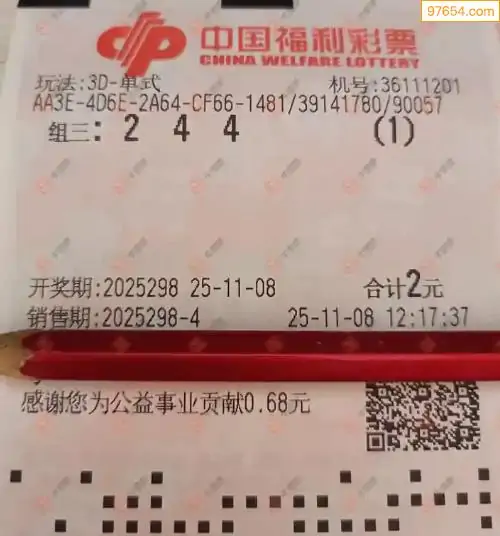 97654.com
中国福利彩票
CHINA WELFARE LOTTERY
玩法:3D-单式 机号:36111201
AA3E-4D6E-2A64-CF66-1481/39141780/90057
组三: 2 4 4 (1)
开奖期:2025298 25-11-08 合计2元
销售期:2025298-4 25-11-08 12:17:37
感谢您为公益事业贡献0.68元